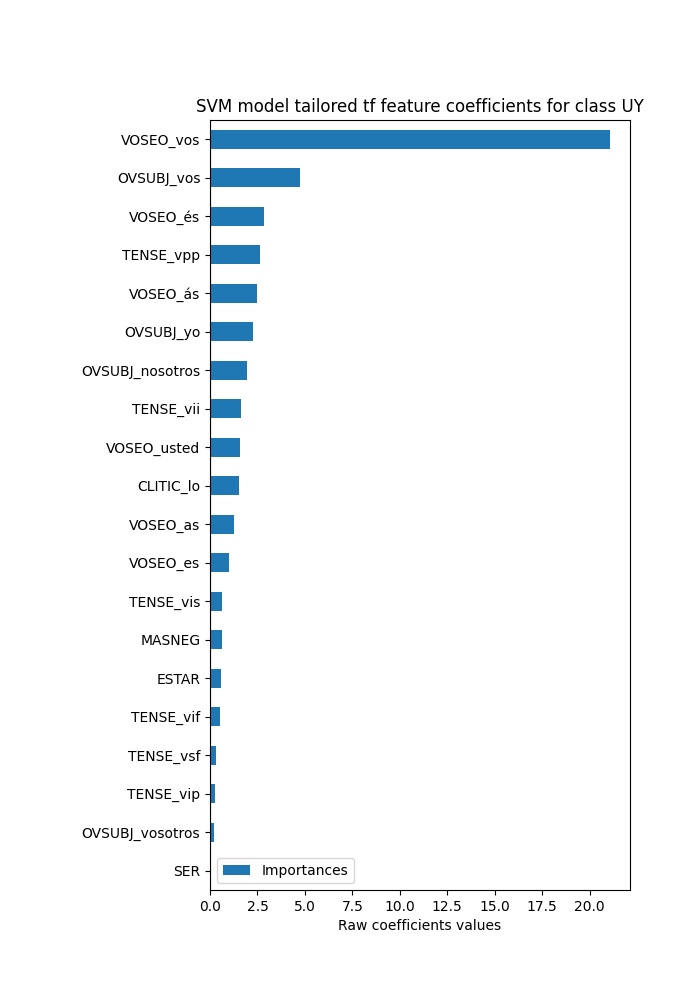 SVM model tailored tf feature coefficients for class UY
VOSEO_vos
OVSUBJ_vos
VOSEO_és
TENSE_vpp
VOSEO_ás
OVSUBJ_yo
OVSUBJ_nosotros
TENSE_vii
VOSEO_usted
CLITIC_lo
VOSEO_as
VOSEO_es
TENSE_vis
MASNEG
ESTAR
TENSE_vif
TENSE_vsf
TENSE_vip
OVSUBJ_vosotros
SER
Importances
0.0 2.5 5.0 7.5 10.0 12.5 15.0 17.5 20.0
Raw coefficients values